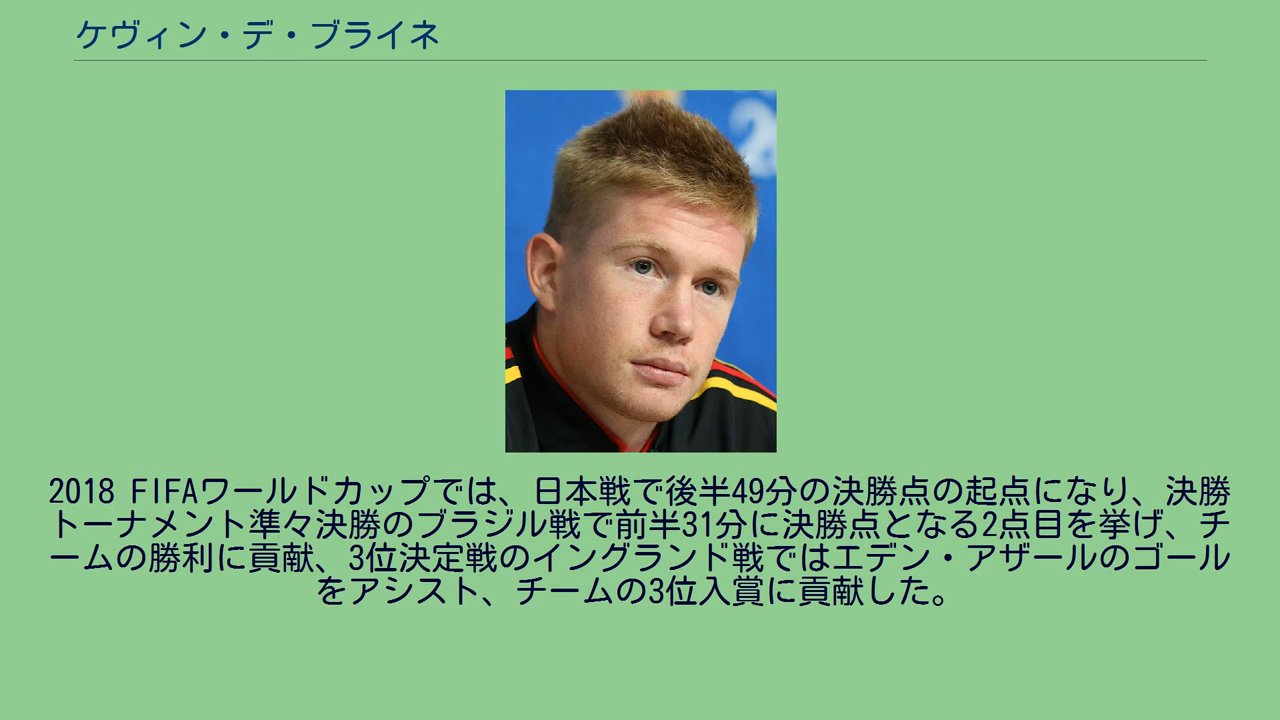 ケヴィン・デ・ブライネ
2018 FIFAワールドカップでは、日本戦で後半49分の決勝点の起点になり、決勝
トーナメント準々決勝のブラジル戦で前半31分に決勝点となる2点目を挙げ、チ
ームの勝利に貢献、3位決定戦のイングランド戦ではエデン・アザールのゴール
をアシスト、チームの3位入賞に貢献した。